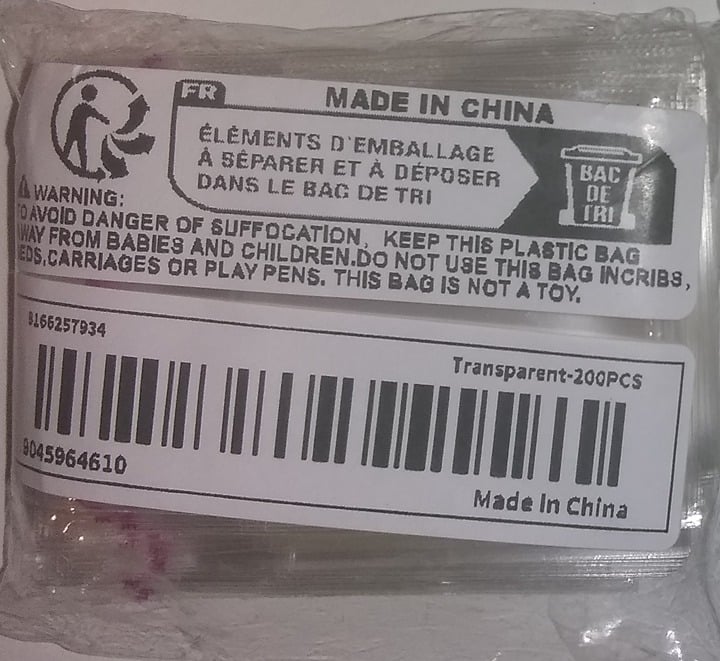 FR
MADE IN CHINA
ÉLÉMENTS D'EMBALLAGE
À SÉPARER ET À DÉPOSER
DANS LE BAC DE TRI
BAC
DE
TRI
WARNING:
TO AVOID DANGER OF SUFFOCATION, KEEP THIS PLASTIC BAG
AWAY FROM BABIES AND CHILDREN.DO NOT USE THIS BAG INCRIBS,
EDS,CARRIAGES OR PLAY PENS. THIS BAG IS NOT A TOY.
8166257934
Transparent-200PCS
9045964610
Made In China